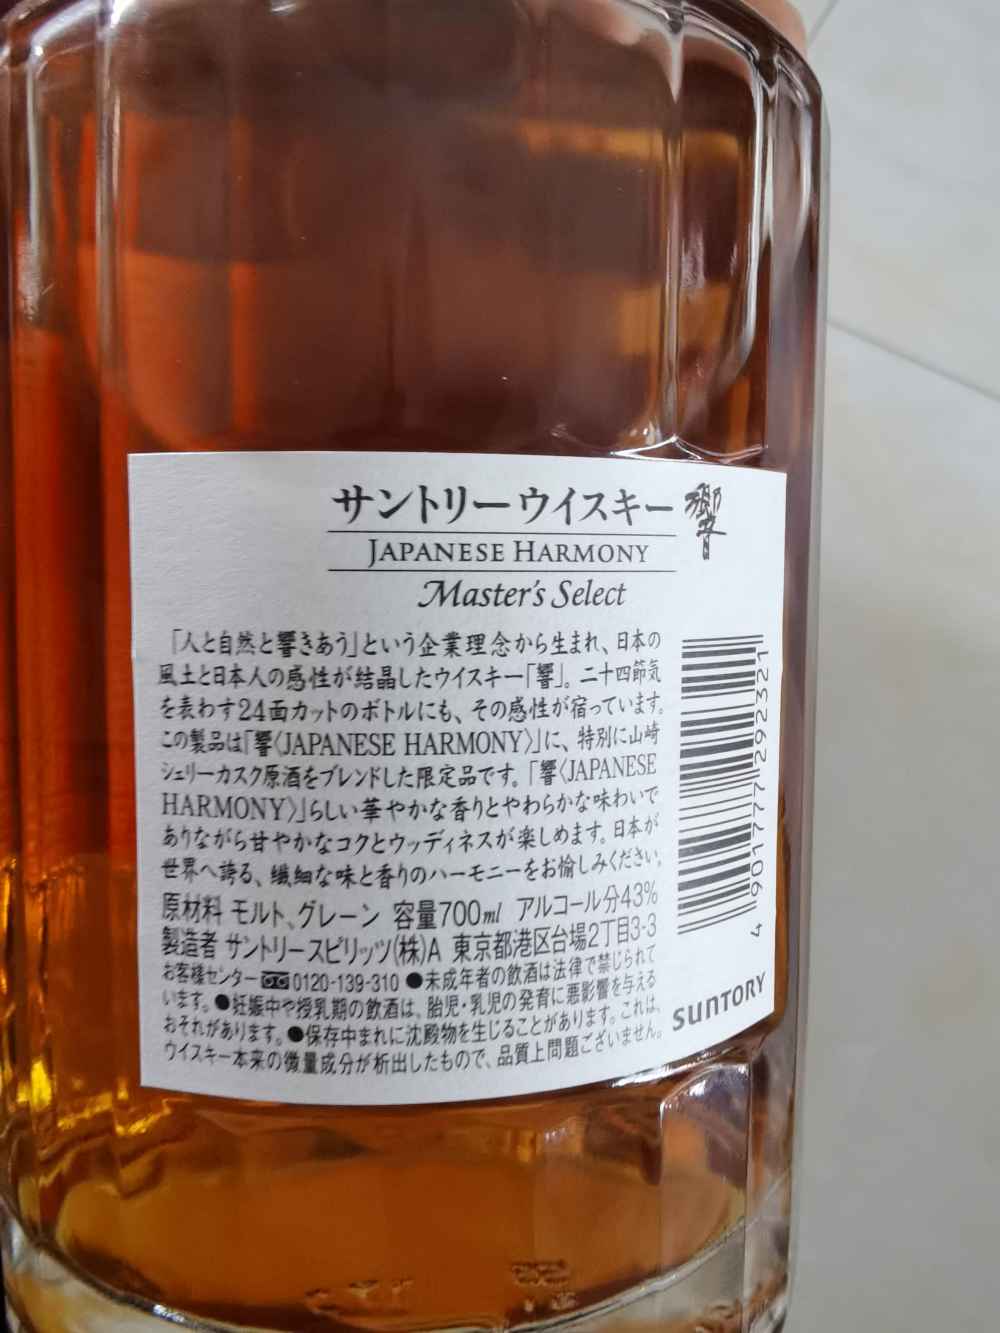 サントリーウイスキー 響
JAPANESE HARMONY
Master's Select
「人と自然と響きあう」という企業理念から生まれ、日本の
風土と日本人の感性が結晶したウイスキー「響」。二十四節気
を表わす24面カットのボトルにも、その感性が宿っています。
この製品は「響〈JAPANESE HARMONY〉」に、特別に山崎
シェリーカスク原酒をブレンドした限定品です。「響〈JAPANESE
HARMONY〉」らしい華やかな香りとやわらかな味わいで
ありながら甘やかなコクとウッディネスが楽しめます。日本が
世界へ誇る、繊細な味と香りのハーモニーをお愉しみください。
原材料 モルト、グレーン 容量700ml アルコール分43%
製造者 サントリースピリッツ(株)A 東京都港区台場2丁目3-3
お客様センター 0120-139-310 ●未成年者の飲酒は法律で禁じられて
います。●妊娠中や授乳期の飲酒は、胎児・乳児の発育に悪影響を与える
おそれがあります。●保存中まれに沈殿物を生じることがあります。これは、
ウイスキー本来の微量成分が析出したもので、品質上問題ございません。
4 901777 292321
SUNTORY